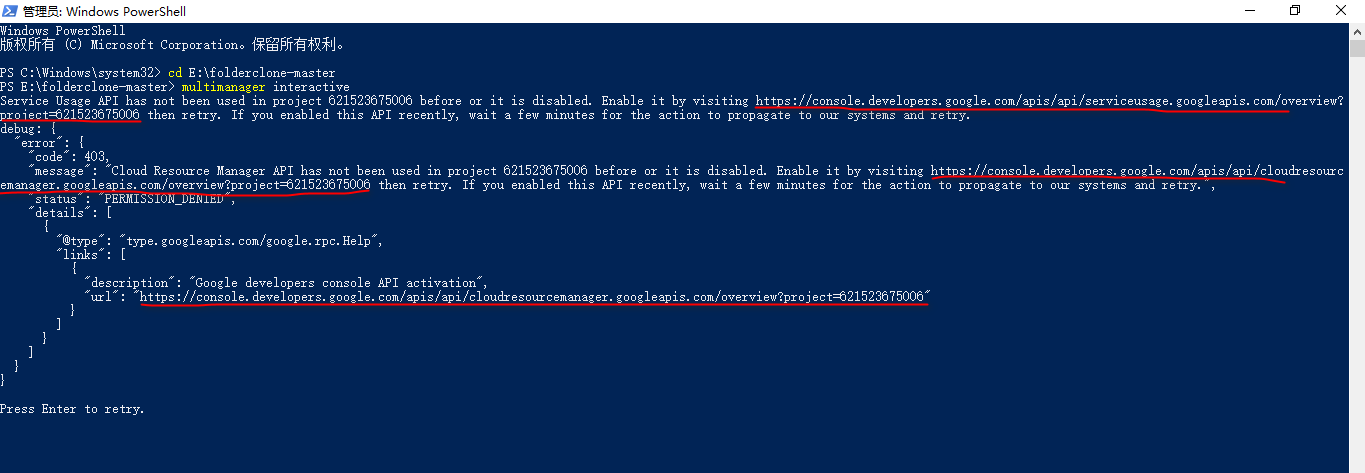 管理员: Windows PowerShell
Windows PowerShell
版权所有 (C) Microsoft Corporation。保留所有权利。
PS C:\Windows\system32> cd E:\folderclone-master
PS E:\folderclone-master> multimanager interactive
Service Usage API has not been used in project 621523675006 before or it is disabled. Enable it by visiting https://console.developers.google.com/apis/api/serviceusage.googleapis.com/overview?
project=621523675006 then retry. If you enabled this API recently, wait a few minutes for the action to propagate to our systems and retry.
debug: {
"error": {
"code": 403,
"message": "Cloud Resource Manager API has not been used in project 621523675006 before or it is disabled. Enable it by visiting https://console.developers.google.com/apis/api/cloudresourc
emanager.googleapis.com/overview?project=621523675006 then retry. If you enabled this API recently, wait a few minutes for the action to propagate to our systems and retry.",
"status": "PERMISSION_DENIED",
"details": [
{
"@type": "type.googleapis.com/google.rpc.Help",
"links": [
{
"description": "Google developers console API activation",
"url": "https://console.developers.google.com/apis/api/cloudresourcemanager.googleapis.com/overview?project=621523675006"
}
]
}
]
}
}
Press Enter to retry.